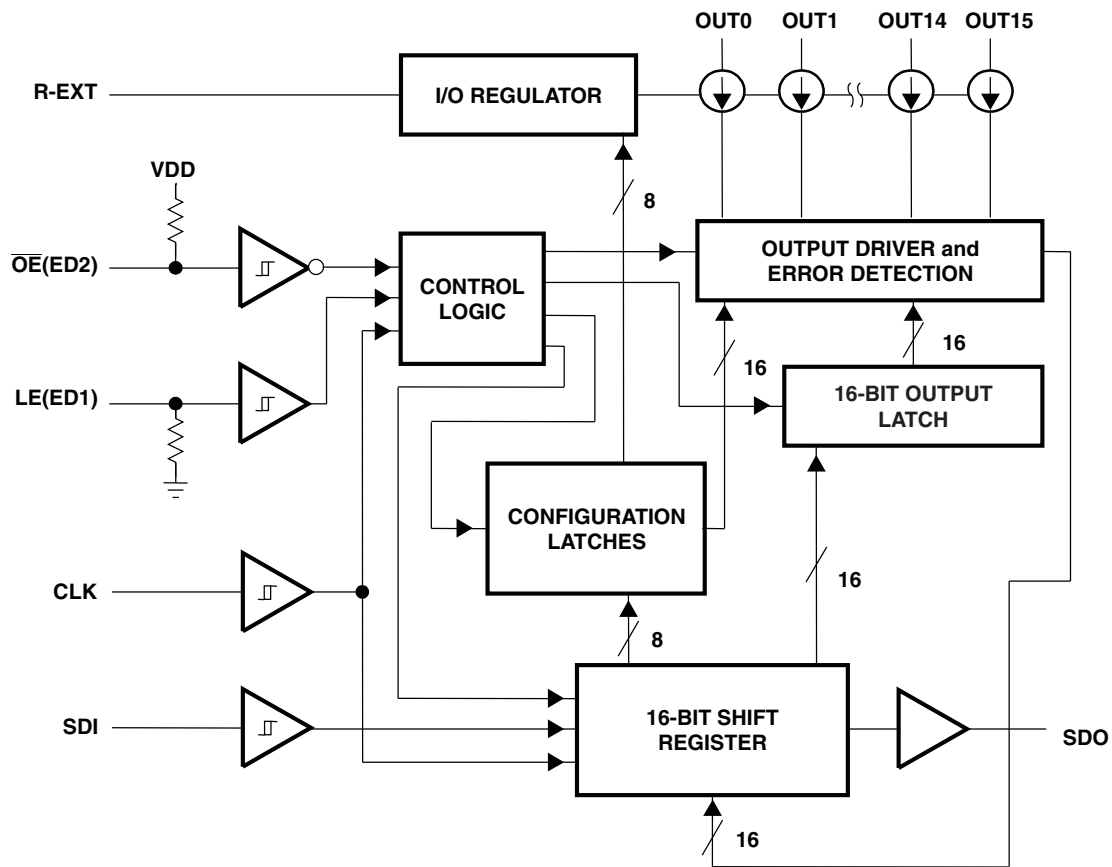 OUT0 OUT1 OUT14 OUT15
R-EXT
I/O REGULATOR
VDD
8
O̅E̅(ED2)
CONTROL
LOGIC
OUTPUT DRIVER and
ERROR DETECTION
16
16
LE(ED1)
16-BIT OUTPUT
LATCH
CONFIGURATION
LATCHES
CLK
16
8
SDI
16-BIT SHIFT
REGISTER
SDO
16